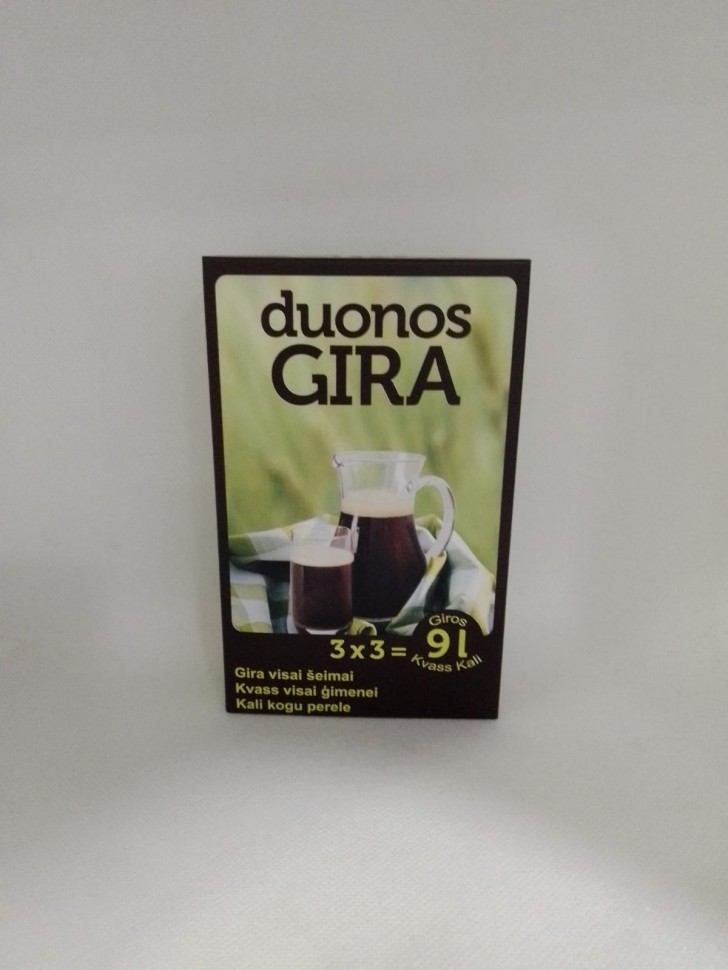 duonos
GIRA
Giros
3 x 3 = 9 l
Kvass Kali
Gira visai šeimai
Kvass visai ģimenei
Kali kogu perele